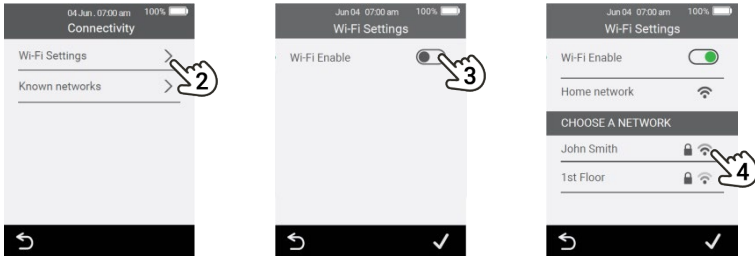 04 Jun . 07:00 am 100%
Connectivity
Wi-Fi Settings
Known networks
2
Jun 04 07:00 am 100%
Wi-Fi Settings
Wi-Fi Enable
3
Jun 04 07:00 am 100%
Wi-Fi Settings
Wi-Fi Enable
Home network
CHOOSE A NETWORK
John Smith
1st Floor
4